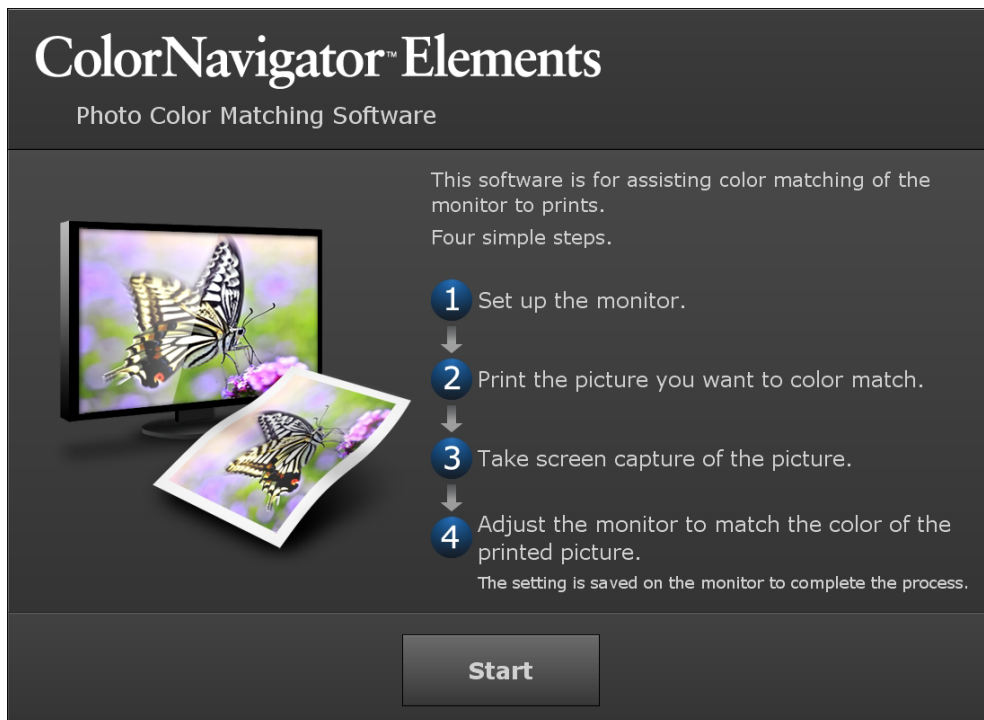 ColorNavigator™ Elements
Photo Color Matching Software
This software is for assisting color matching of the
monitor to prints.
Four simple steps.
1 Set up the monitor.
2 Print the picture you want to color match.
3 Take screen capture of the picture.
4 Adjust the monitor to match the color of the
printed picture.
The setting is saved on the monitor to complete the process.
Start